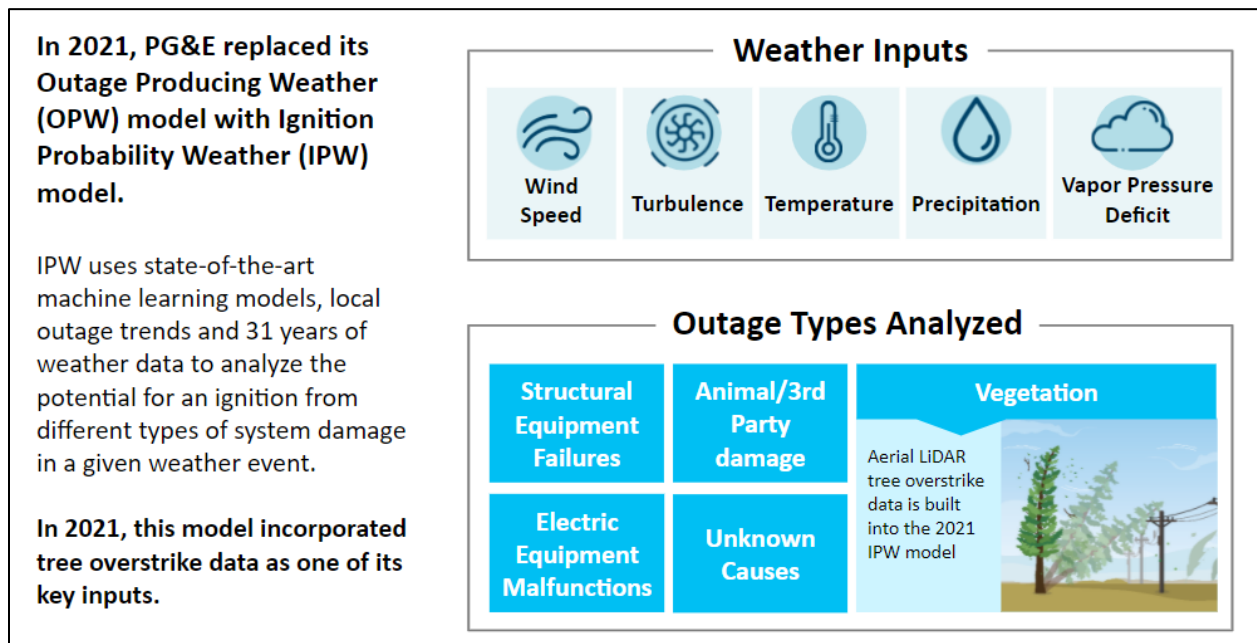 In 2021, PG&E replaced its
Outage Producing Weather
(OPW) model with Ignition
Probability Weather (IPW)
model.
IPW uses state-of-the-art
machine learning models, local
outage trends and 31 years of
weather data to analyze the
potential for an ignition from
different types of system damage
in a given weather event.
In 2021, this model incorporated
tree overstrike data as one of its
key inputs.
Weather Inputs
Wind
Speed
Turbulence
Temperature
Precipitation
Vapor Pressure
Deficit
Outage Types Analyzed
Structural
Equipment
Failures
Animal/3rd
Party
damage
Electric
Equipment
Malfunctions
Unknown
Causes
Vegetation
Aerial LiDAR
tree overstrike
data is built
into the 2021
IPW model